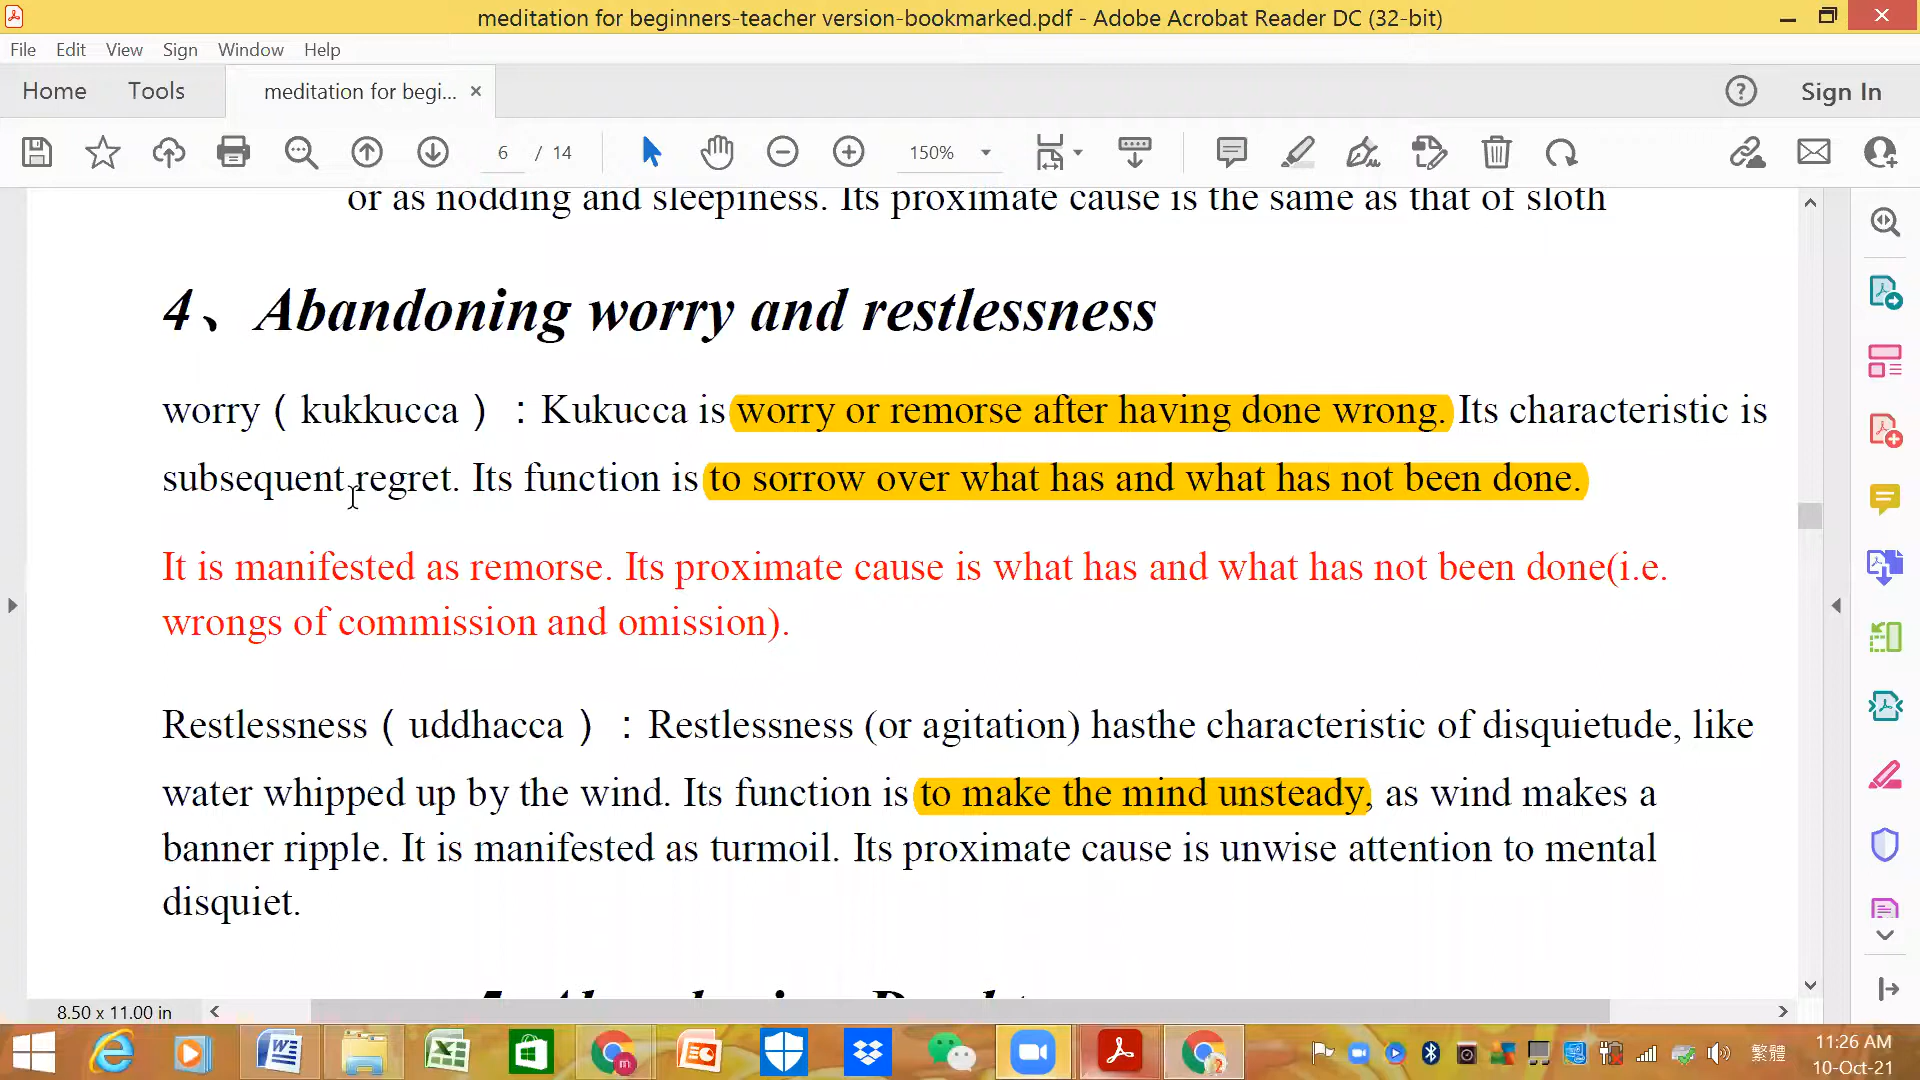 meditation for beginners-teacher version-bookmarked.pdf - Adobe Acrobat Reader DC (32-bit)
File Edit View Sign Window Help
Home Tools meditation for begi... × Sign In
6 / 14 150%
or as nodding and sleepiness. Its proximate cause is the same as that of sloth
4、Abandoning worry and restlessness
worry（kukkucca）：Kukucca is worry or remorse after having done wrong. Its characteristic is
subsequent regret. Its function is to sorrow over what has and what has not been done.
It is manifested as remorse. Its proximate cause is what has and what has not been done(i.e.
wrongs of commission and omission).
Restlessness（uddhacca）：Restlessness (or agitation) hasthe characteristic of disquietude, like
water whipped up by the wind. Its function is to make the mind unsteady, as wind makes a
banner ripple. It is manifested as turmoil. Its proximate cause is unwise attention to mental
disquiet.
8.50 x 11.00 in
繁體 11:26 AM
10-Oct-21